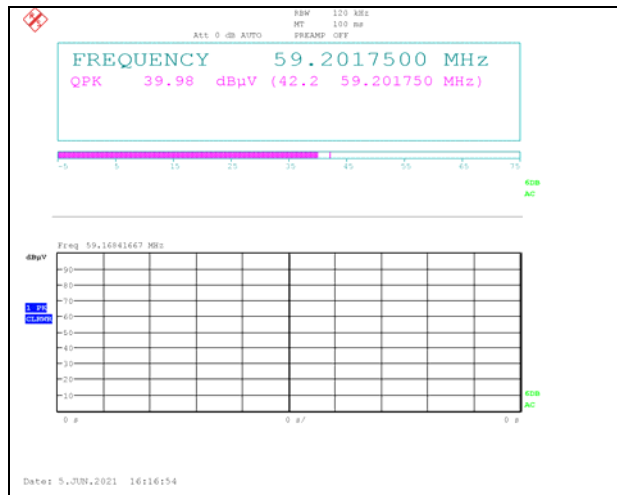 RBW 120 kHz
MT 100 ms
Att 0 dB AUTO PREAMP OFF
FREQUENCY 59.2017500 MHz
QPK 39.98 dBµV (42.2 59.201750 MHz)
-5 5 15 25 35 45 55 65 75
6DB
AC
Freq 59.16841667 MHz
dBµV
90
80
70
1 PK
60
CLRWR
50
40
30
20
10
6DB
AC
0 s 0 s/ 0 s
Date: 5.JUN.2021 16:16:54